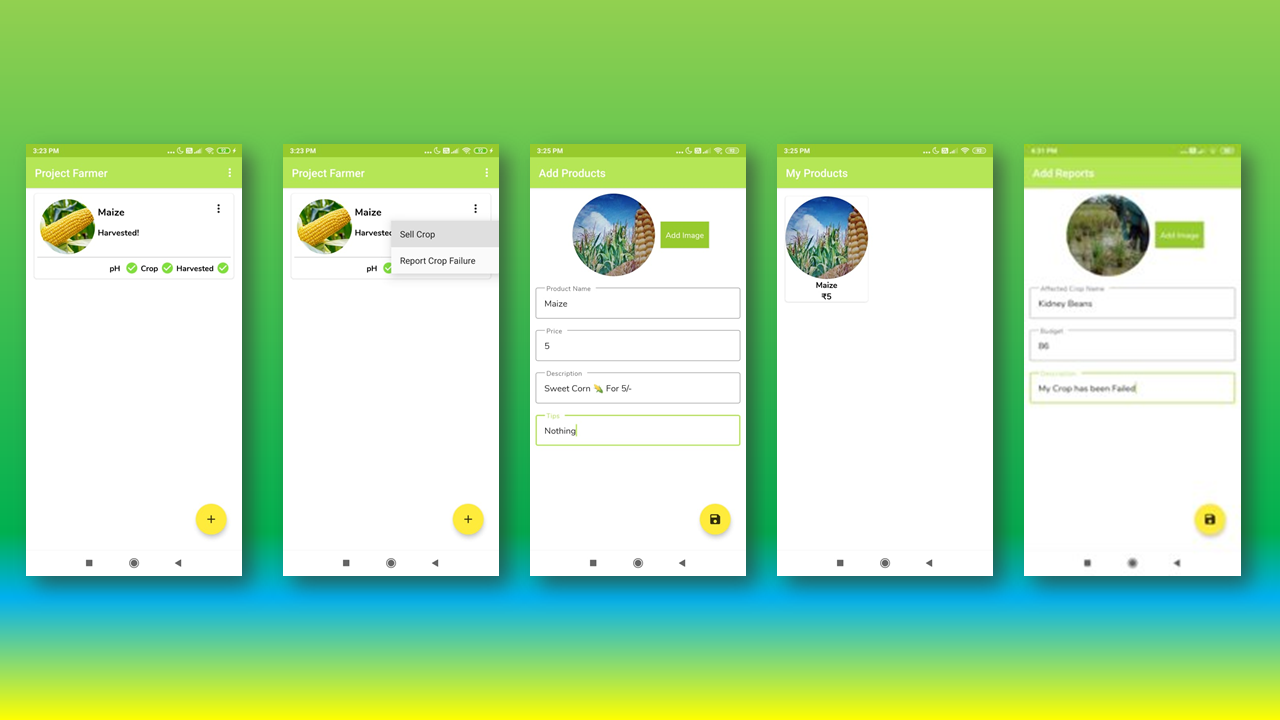 3:23 PM
Project Farmer
Maize
Harvested!
pH Crop Harvested
3:23 PM
Project Farmer
Maize
Harvested
Sell Crop
Report Crop Failure
pH
3:25 PM
Add Products
Add Image
Product Name
Maize
Price
5
Description
Sweet Corn 🌽 For 5/-
Tips
Nothing
3:25 PM
My Products
Maize
₹5
4:31 PM
Add Reports
Add Image
Affected Crop Name
Kidney Beans
Budget
86
Description
My Crop has been Failed